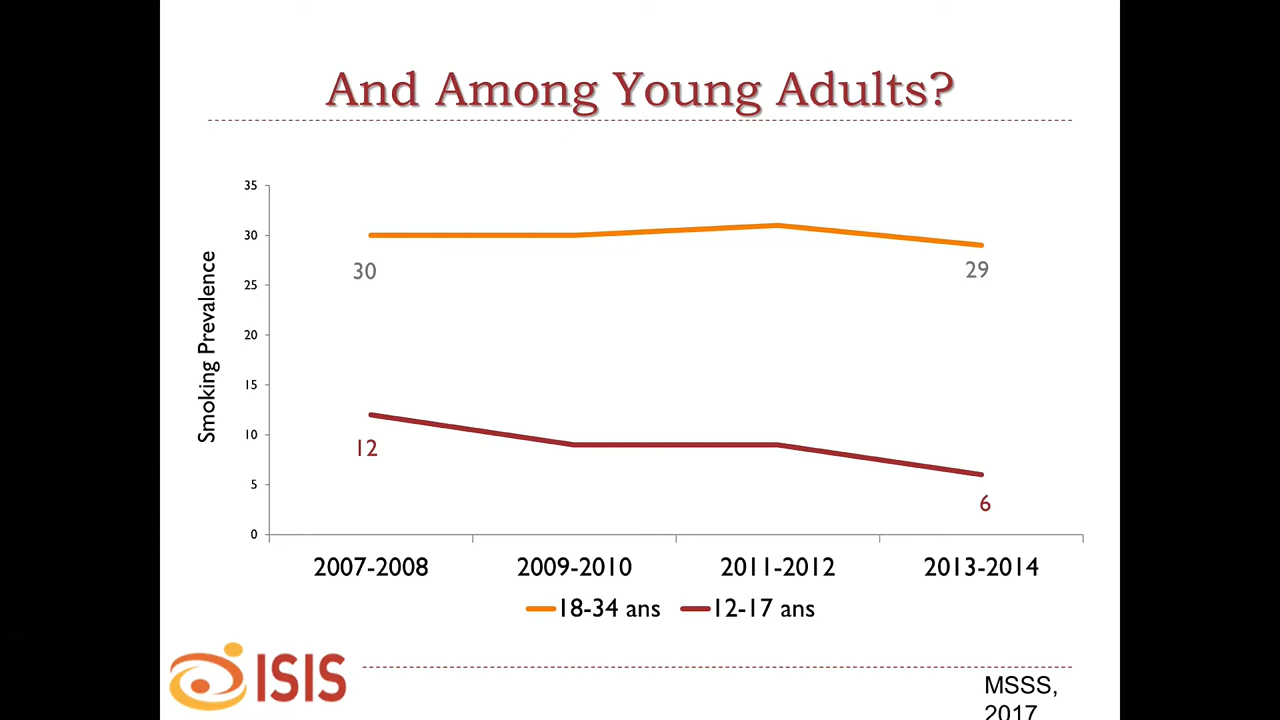 And Among Young Adults?
Smoking Prevalence
35
30
25
20
15
10
5
0
30
29
12
6
2007-2008
2009-2010
2011-2012
2013-2014
18-34 ans
12-17 ans
ISIS
MSSS,
2017